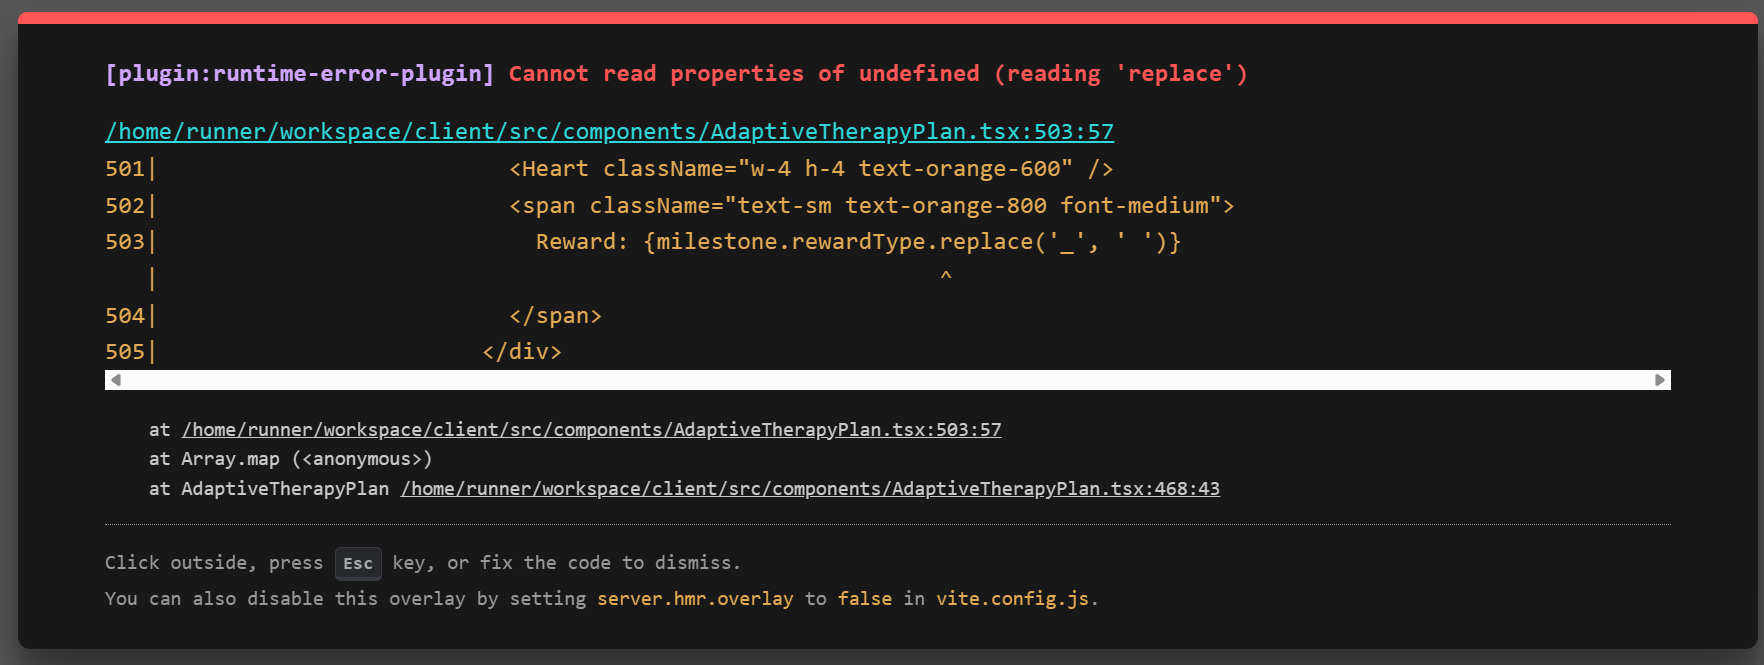 [plugin:runtime-error-plugin] Cannot read properties of undefined (reading 'replace')
/home/runner/workspace/client/src/components/AdaptiveTherapyPlan.tsx:503:57
501|                          <Heart className="w-4 h-4 text-orange-600" />
502|                          <span className="text-sm text-orange-800 font-medium">
503|                            Reward: {milestone.rewardType.replace('_', ' ')}
   |                                                          ^
504|                          </span>
505|                        </div>
at /home/runner/workspace/client/src/components/AdaptiveTherapyPlan.tsx:503:57
at Array.map (<anonymous>)
at AdaptiveTherapyPlan /home/runner/workspace/client/src/components/AdaptiveTherapyPlan.tsx:468:43
Click outside, press Esc key, or fix the code to dismiss.
You can also disable this overlay by setting server.hmr.overlay to false in vite.config.js.